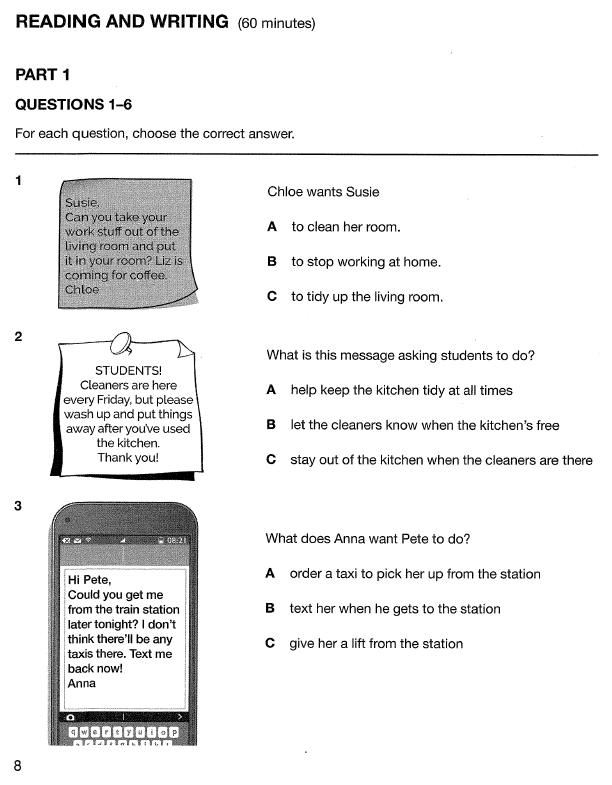 READING AND WRITING (60 minutes)
PART 1
QUESTIONS 1–6
For each question, choose the correct answer.
1
Susie,
Can you take your
work stuff out of the
living room and put
it in your room? Liz is
coming for coffee.
Chloe
Chloe wants Susie
A to clean her room.
B to stop working at home.
C to tidy up the living room.
2
STUDENTS!
Cleaners are here
every Friday, but please
wash up and put things
away after you've used
the kitchen.
Thank you!
What is this message asking students to do?
A help keep the kitchen tidy at all times
B let the cleaners know when the kitchen's free
C stay out of the kitchen when the cleaners are there
3
08:21
Hi Pete,
Could you get me
from the train station
later tonight? I don't
think there'll be any
taxis there. Text me
back now!
Anna
q w e r t y u i o p
What does Anna want Pete to do?
A order a taxi to pick her up from the station
B text her when he gets to the station
C give her a lift from the station
8